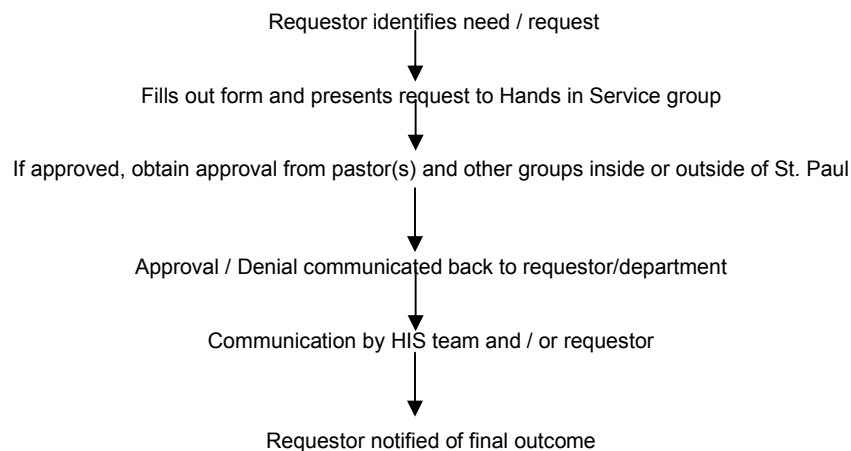 Requestor identifies need / request
Fills out form and presents request to Hands in Service group
If approved, obtain approval from pastor(s) and other groups inside or outside of St. Paul
Approval / Denial communicated back to requestor/department
Communication by HIS team and / or requestor
Requestor notified of final outcome